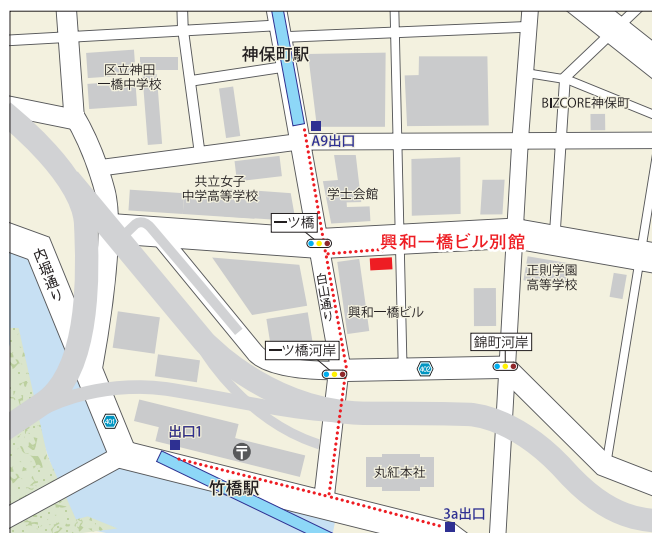 神保町駅
区立神田
一橋中学校
BIZCORE神保町
A9出口
共立女子
中学高等学校
学士会館
一ツ橋
興和一橋ビル別館
内堀通り
白山通り
正則学園
高等学校
興和一橋ビル
一ツ橋河岸
錦町河岸
402
401
出口1
〒
竹橋駅
丸紅本社
3a出口